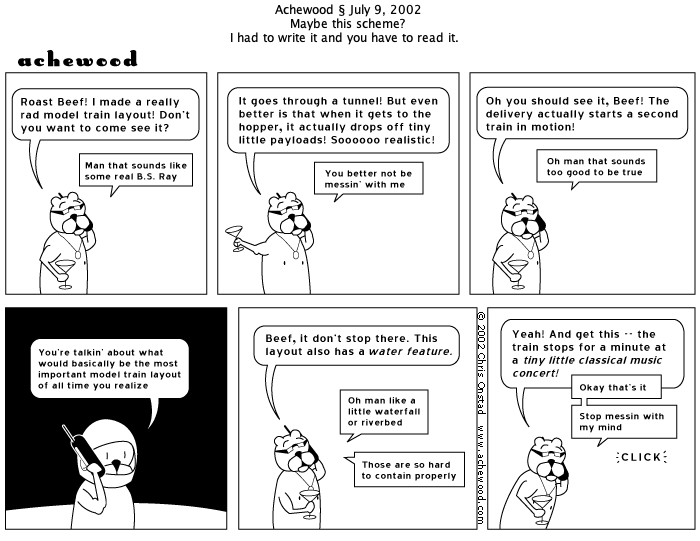 Achewood § July 9, 2002
Maybe this scheme?
I had to write it and you have to read it.
achewood
Roast Beef! I made a really
rad model train layout! Don't
you want to come see it?
Man that sounds like
some real B.S. Ray
It goes through a tunnel! But even
better is that when it gets to the
hopper, it actually drops off tiny
little payloads! Soooooo realistic!
You better not be
messin' with me
Oh you should see it, Beef! The
delivery actually starts a second
train in motion!
Oh man that sounds
too good to be true
You're talkin' about what
would basically be the most
important model train layout
of all time you realize
Beef, it don't stop there. This
layout also has a water feature.
Oh man like a
little waterfall
or riverbed
Those are so hard
to contain properly
© 2002 Chris Onstad www.achewood.com
Yeah! And get this -- the
train stops for a minute at
a tiny little classical music
concert!
Okay that's it
Stop messin with
my mind
CLICK